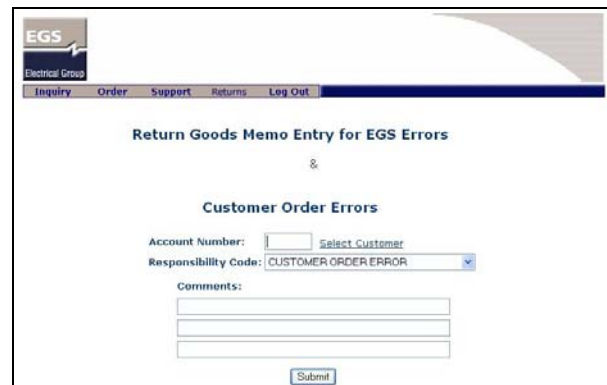 EGS
Electrical Group
Inquiry Order Support Returns Log Out
Return Goods Memo Entry for EGS Errors
&
Customer Order Errors
Account Number: Select Customer
Responsibility Code: CUSTOMER ORDER ERROR
Comments:
Submit